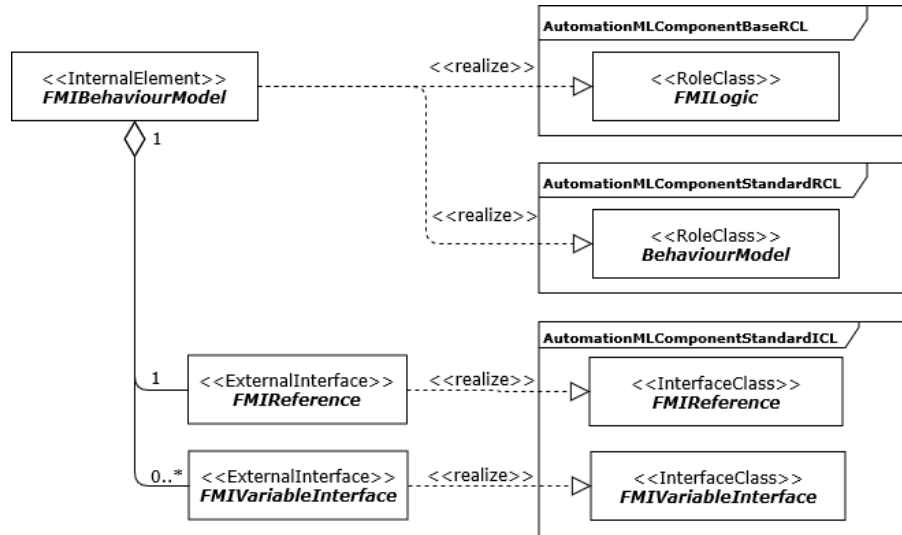 AutomationMLComponentBaseRCL
<<InternalElement>>
FMIBehaviourModel
<<realize>>
<<RoleClass>>
FMILogic
1
AutomationMLComponentStandardRCL
<<realize>>
<<RoleClass>>
BehaviourModel
AutomationMLComponentStandardICL
1
<<ExternalInterface>>
FMIReference
<<realize>>
<<InterfaceClass>>
FMIReference
0..*
<<ExternalInterface>>
FMIVariableInterface
<<realize>>
<<InterfaceClass>>
FMIVariableInterface